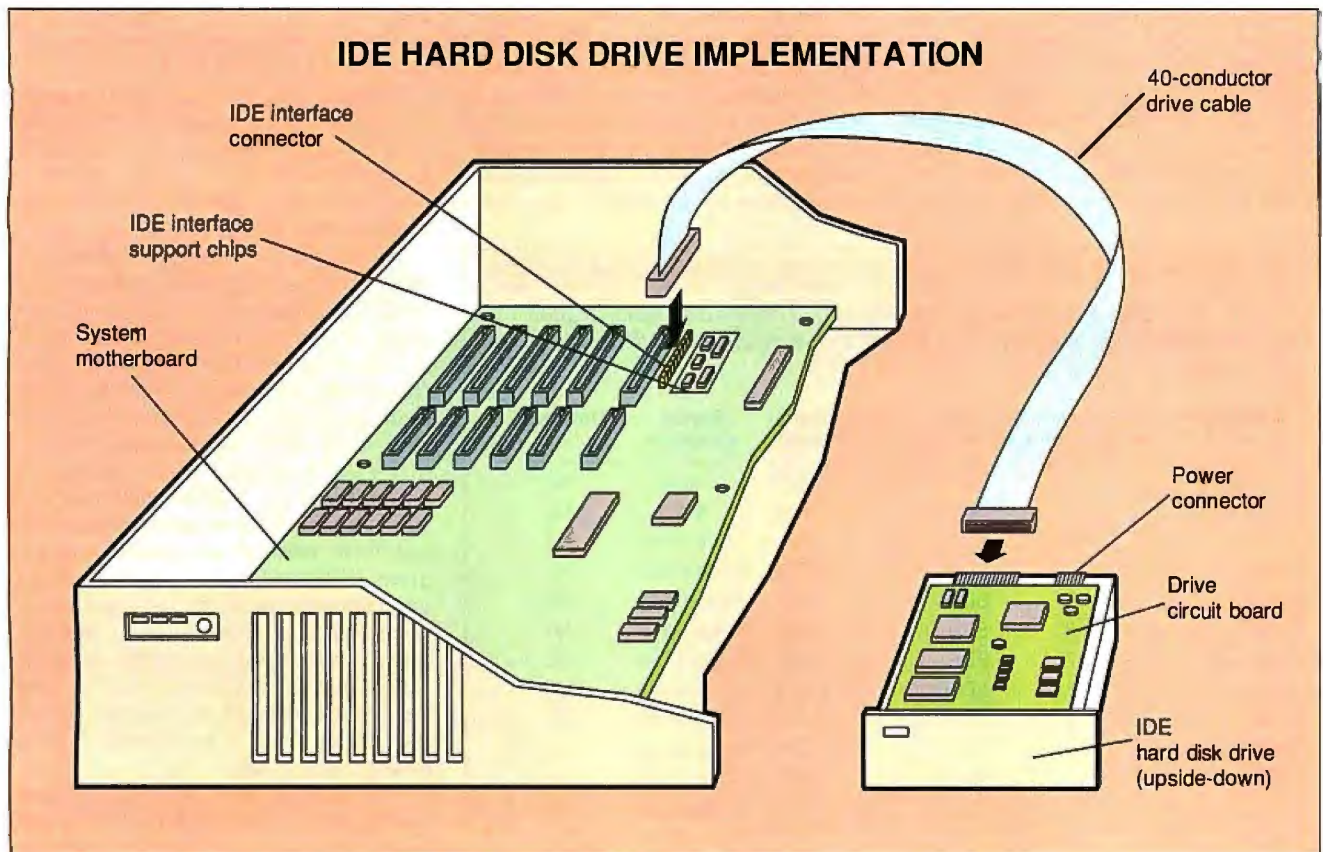 IDE HARD DISK DRIVE IMPLEMENTATION
40-conductor
drive cable
IDE interface
connector
IDE interface
support chips
System
motherboard
Power
connector
Drive
circuit board
IDE
hard disk drive
(upside-down)